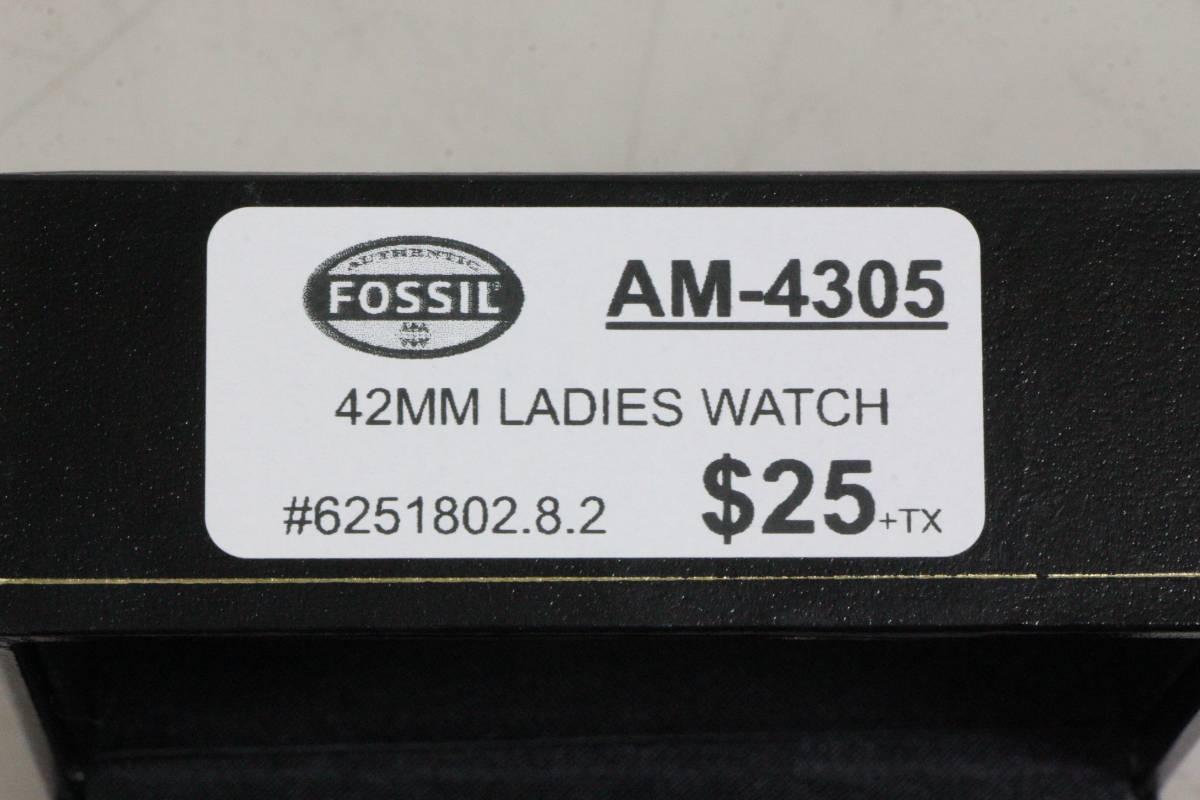 AUTHENTIC
FOSSIL
AM-4305
42MM LADIES WATCH
#6251802.8.2
$25+TX